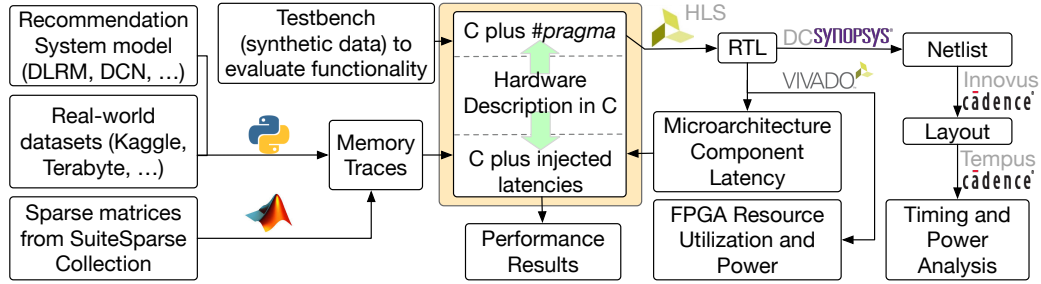 Recommendation
System model
(DLRM, DCN, …)
Real-world
datasets (Kaggle,
Terabyte, …)
Sparse matrices
from SuiteSparse
Collection
Testbench
(synthetic data) to
evaluate functionality
Memory
Traces
C plus #pragma
Hardware
Description in C
C plus injected
latencies
Performance
Results
HLS
RTL
DC SYNOPSYS®
VIVADO
Microarchitecture
Component
Latency
FPGA Resource
Utilization and
Power
Netlist
Innovus
cādence®
Layout
Tempus
cādence®
Timing and
Power
Analysis